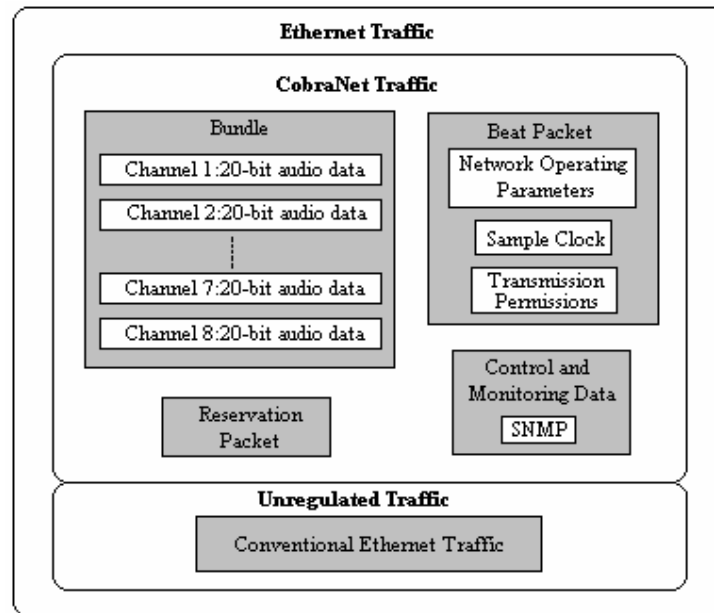 Ethernet Traffic
CobraNet Traffic
Bundle
Channel 1:20-bit audio data
Channel 2:20-bit audio data
Channel 7:20-bit audio data
Channel 8:20-bit audio data
Beat Packet
Network Operating
Parameters
Sample Clock
Transmission
Permissions
Reservation
Packet
Control and
Monitoring Data
SNMP
Unregulated Traffic
Conventional Ethernet Traffic